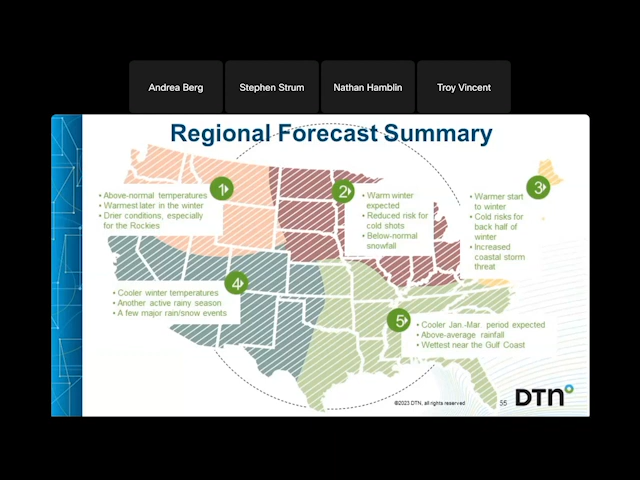 Andrea Berg
Stephen Strum
Nathan Hamblin
Troy Vincent
Regional Forecast Summary
1
• Above-normal temperatures
• Warmest later in the winter
• Drier conditions, especially
for the Rockies
2
• Warm winter
expected
• Reduced risk for
cold shots
• Below-normal
snowfall
3
• Warmer start
to winter
• Cold risks for
back half of
winter
• Increased
coastal storm
threat
4
• Cooler winter temperatures
• Another active rainy season
• A few major rain/snow events
5
• Cooler Jan.-Mar. period expected
• Above-average rainfall
• Wettest near the Gulf Coast
©2023 DTN, all rights reserved
55
DTN